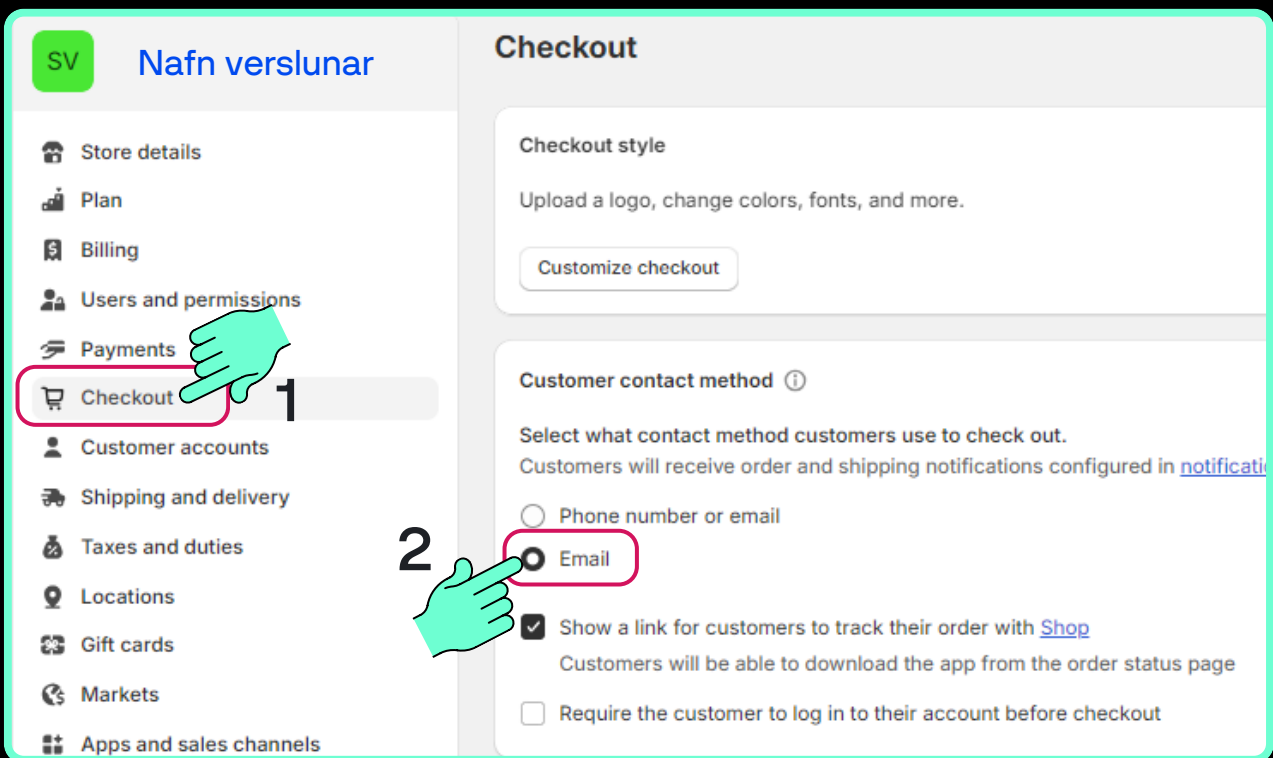 SV
Nafn verslunar
Store details
Plan
Billing
Users and permissions
Payments
Checkout
1
Customer accounts
Shipping and delivery
Taxes and duties
Locations
Gift cards
Markets
Apps and sales channels
Checkout
Checkout style
Upload a logo, change colors, fonts, and more.
Customize checkout
Customer contact method
Select what contact method customers use to check out.
Customers will receive order and shipping notifications configured in notificati
Phone number or email
2
Email
Show a link for customers to track their order with Shop
Customers will be able to download the app from the order status page
Require the customer to log in to their account before checkout